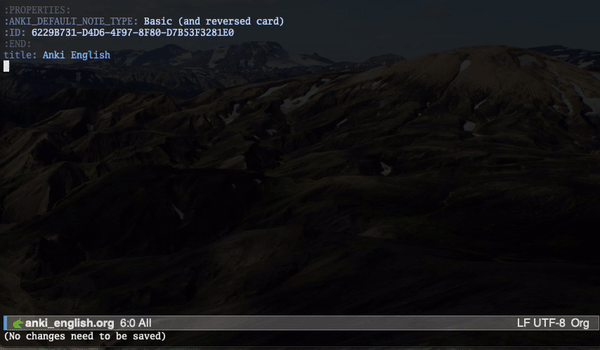 :PROPERTIES:
:ANKI_DEFAULT_NOTE_TYPE: Basic (and reversed card)
:ID: 6229B731-D4D6-4F97-8F80-D7B53F3281E0
:END:
title: Anki English
anki_english.org 6:0 All LF UTF-8 Org
(No changes need to be saved)